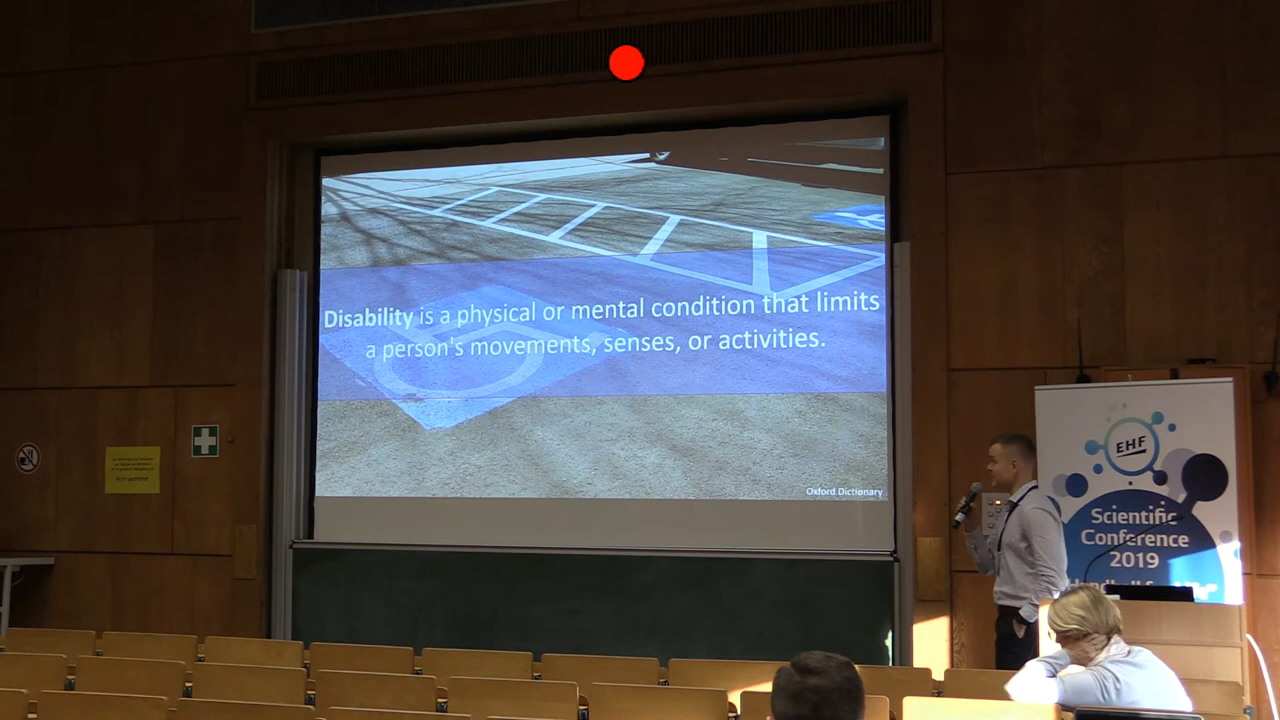 Disability is a physical or mental condition that limits
a person's movements, senses, or activities.
Oxford Dictionary
EHF
Scientific
Conference
2019